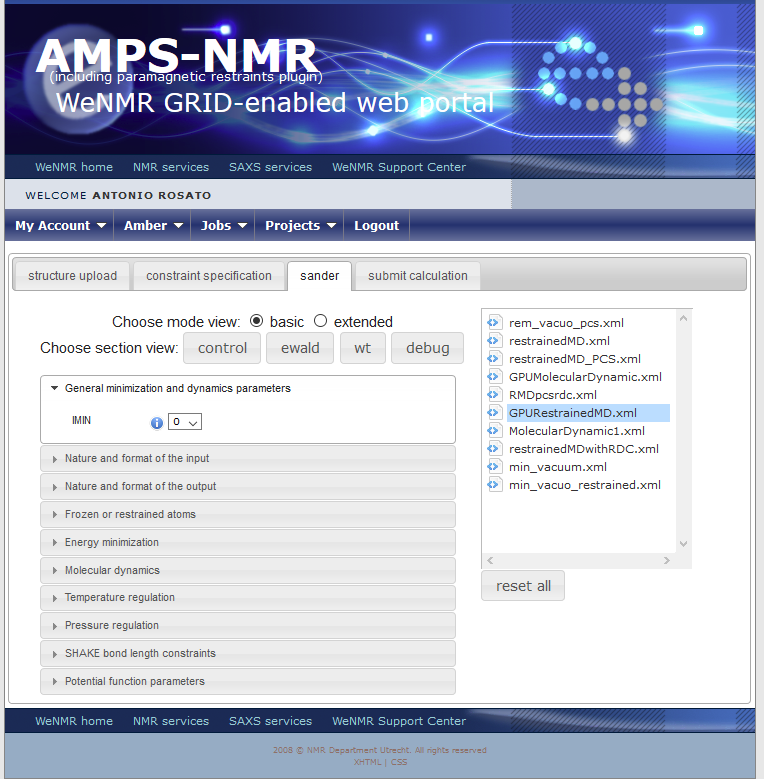 AMPS-NMR
(including paramagnetic restraints plugin)
WeNMR GRID-enabled web portal
WeNMR home NMR services SAXS services WeNMR Support Center
WELCOME ANTONIO ROSATO
My Account Amber Jobs Projects Logout
structure upload constraint specification sander submit calculation
Choose mode view: basic extended
Choose section view: control ewald wt debug
General minimization and dynamics parameters
IMIN i 0
Nature and format of the input
Nature and format of the output
Frozen or restrained atoms
Energy minimization
Molecular dynamics
Temperature regulation
Pressure regulation
SHAKE bond length constraints
Potential function parameters
rem_vacuo_pcs.xml
restrainedMD.xml
restrainedMD_PCS.xml
GPUMolecularDynamic.xml
RMDpcsrdc.xml
GPURestrainedMD.xml
MolecularDynamic1.xml
restrainedMDwithRDC.xml
min_vacuum.xml
min_vacuo_restrained.xml
reset all
WeNMR home NMR services SAXS services WeNMR Support Center
2008 © NMR Department Utrecht. All rights reserved
XHTML | CSS